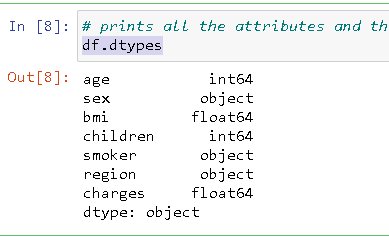 In [8]: # prints all the attributes and th
df.dtypes
Out[8]: age int64
sex object
bmi float64
children int64
smoker object
region object
charges float64
dtype: object